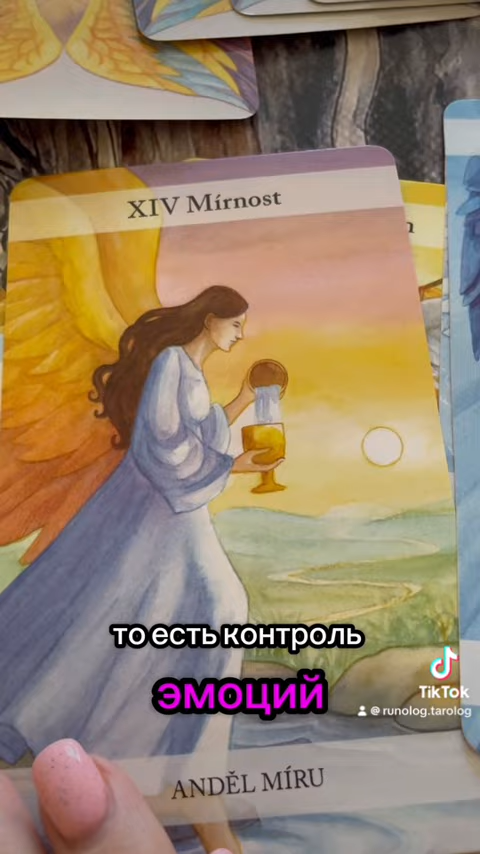 XIV Mírnost
то есть контроль
эмоций
TikTok
@runolog.tarolog
ANDĚL MÍRU